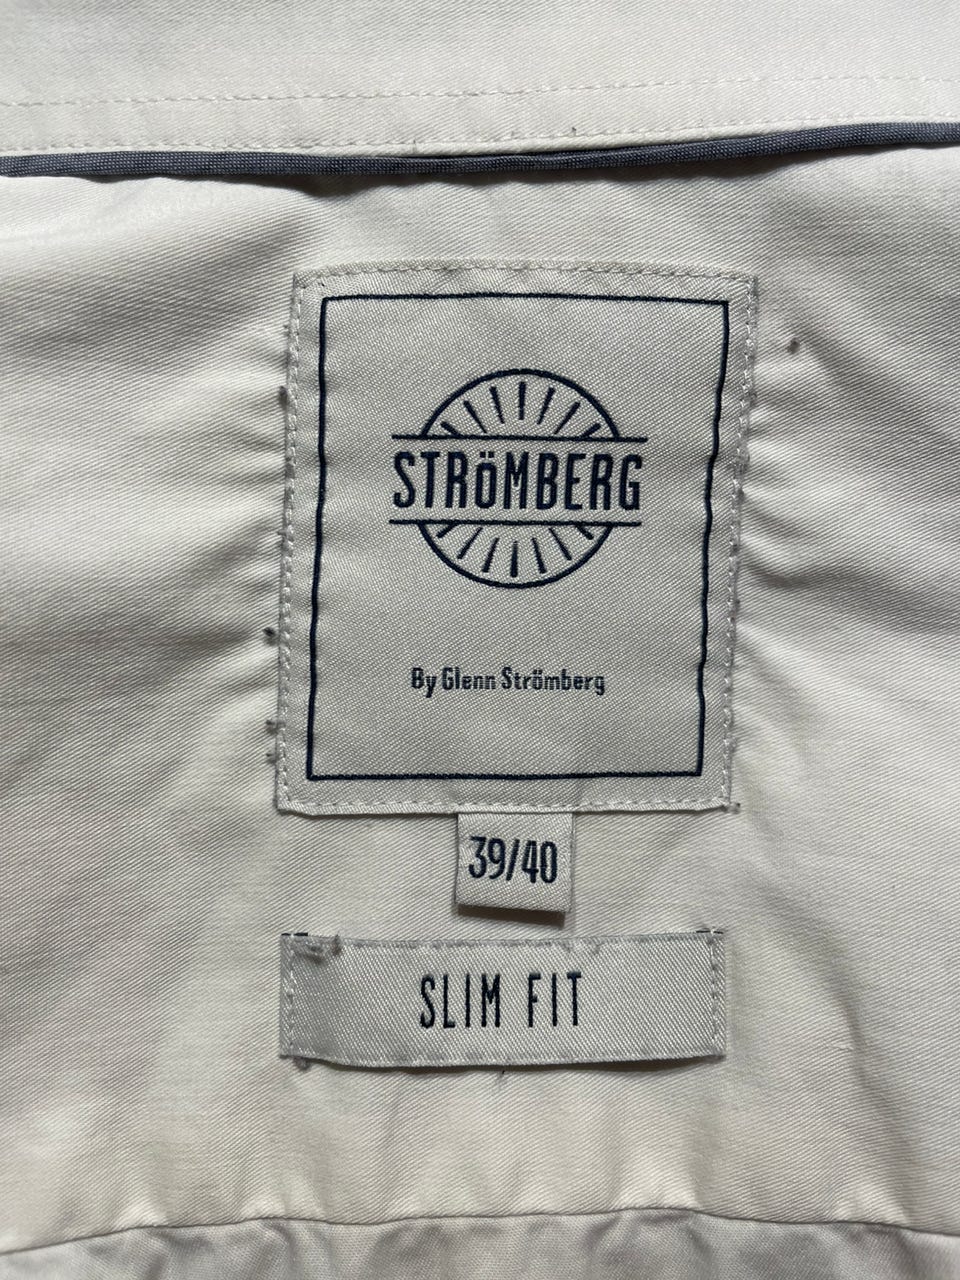 STRÖMBERG
By Glenn Strömberg
39/40
SLIM FIT